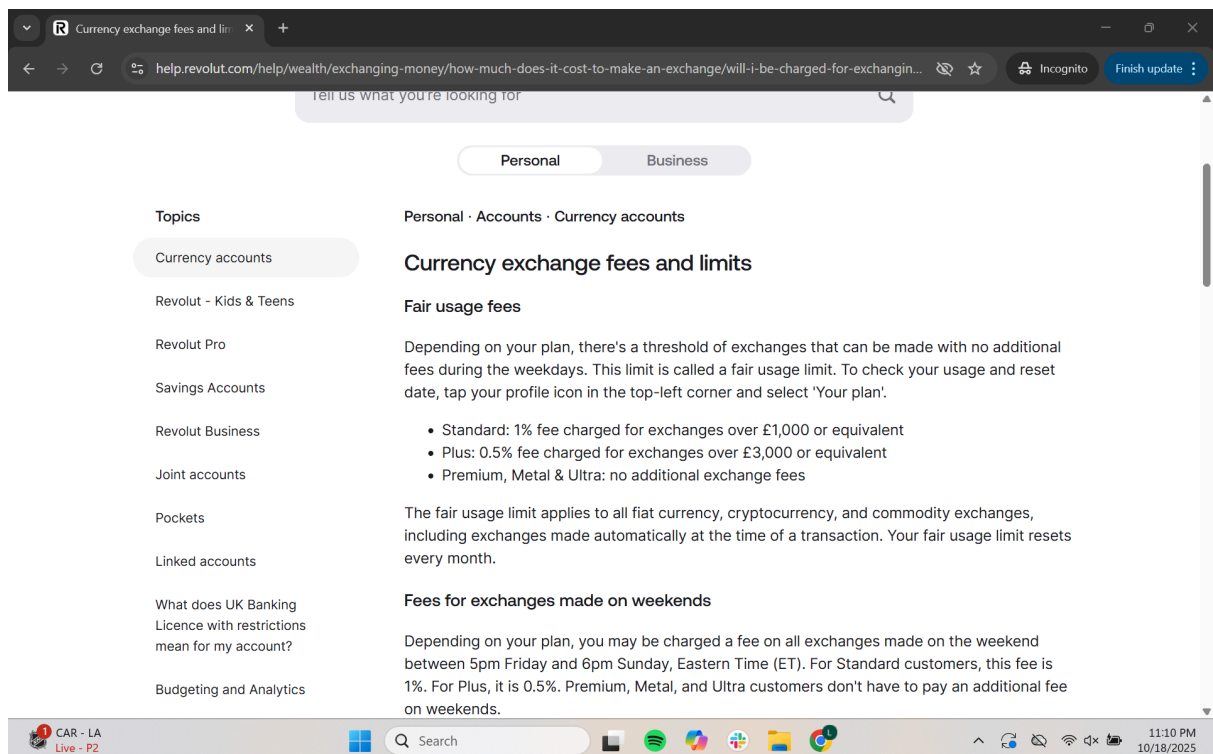 Currency exchange fees and lim
help.revolut.com/help/wealth/exchanging-money/how-much-does-it-cost-to-make-an-exchange/will-i-be-charged-for-exchangin...
Incognito
Finish update
Tell us what you're looking for
Personal
Business
Topics
Currency accounts
Revolut - Kids & Teens
Revolut Pro
Savings Accounts
Revolut Business
Joint accounts
Pockets
Linked accounts
What does UK Banking
Licence with restrictions
mean for my account?
Budgeting and Analytics
Personal · Accounts · Currency accounts
Currency exchange fees and limits
Fair usage fees
Depending on your plan, there's a threshold of exchanges that can be made with no additional
fees during the weekdays. This limit is called a fair usage limit. To check your usage and reset
date, tap your profile icon in the top-left corner and select 'Your plan'.
• Standard: 1% fee charged for exchanges over £1,000 or equivalent
• Plus: 0.5% fee charged for exchanges over £3,000 or equivalent
• Premium, Metal & Ultra: no additional exchange fees
The fair usage limit applies to all fiat currency, cryptocurrency, and commodity exchanges,
including exchanges made automatically at the time of a transaction. Your fair usage limit resets
every month.
Fees for exchanges made on weekends
Depending on your plan, you may be charged a fee on all exchanges made on the weekend
between 5pm Friday and 6pm Sunday, Eastern Time (ET). For Standard customers, this fee is
1%. For Plus, it is 0.5%. Premium, Metal, and Ultra customers don't have to pay an additional fee
on weekends.
1
CAR - LA
Live - P2
Search
L
11:10 PM
10/18/2025